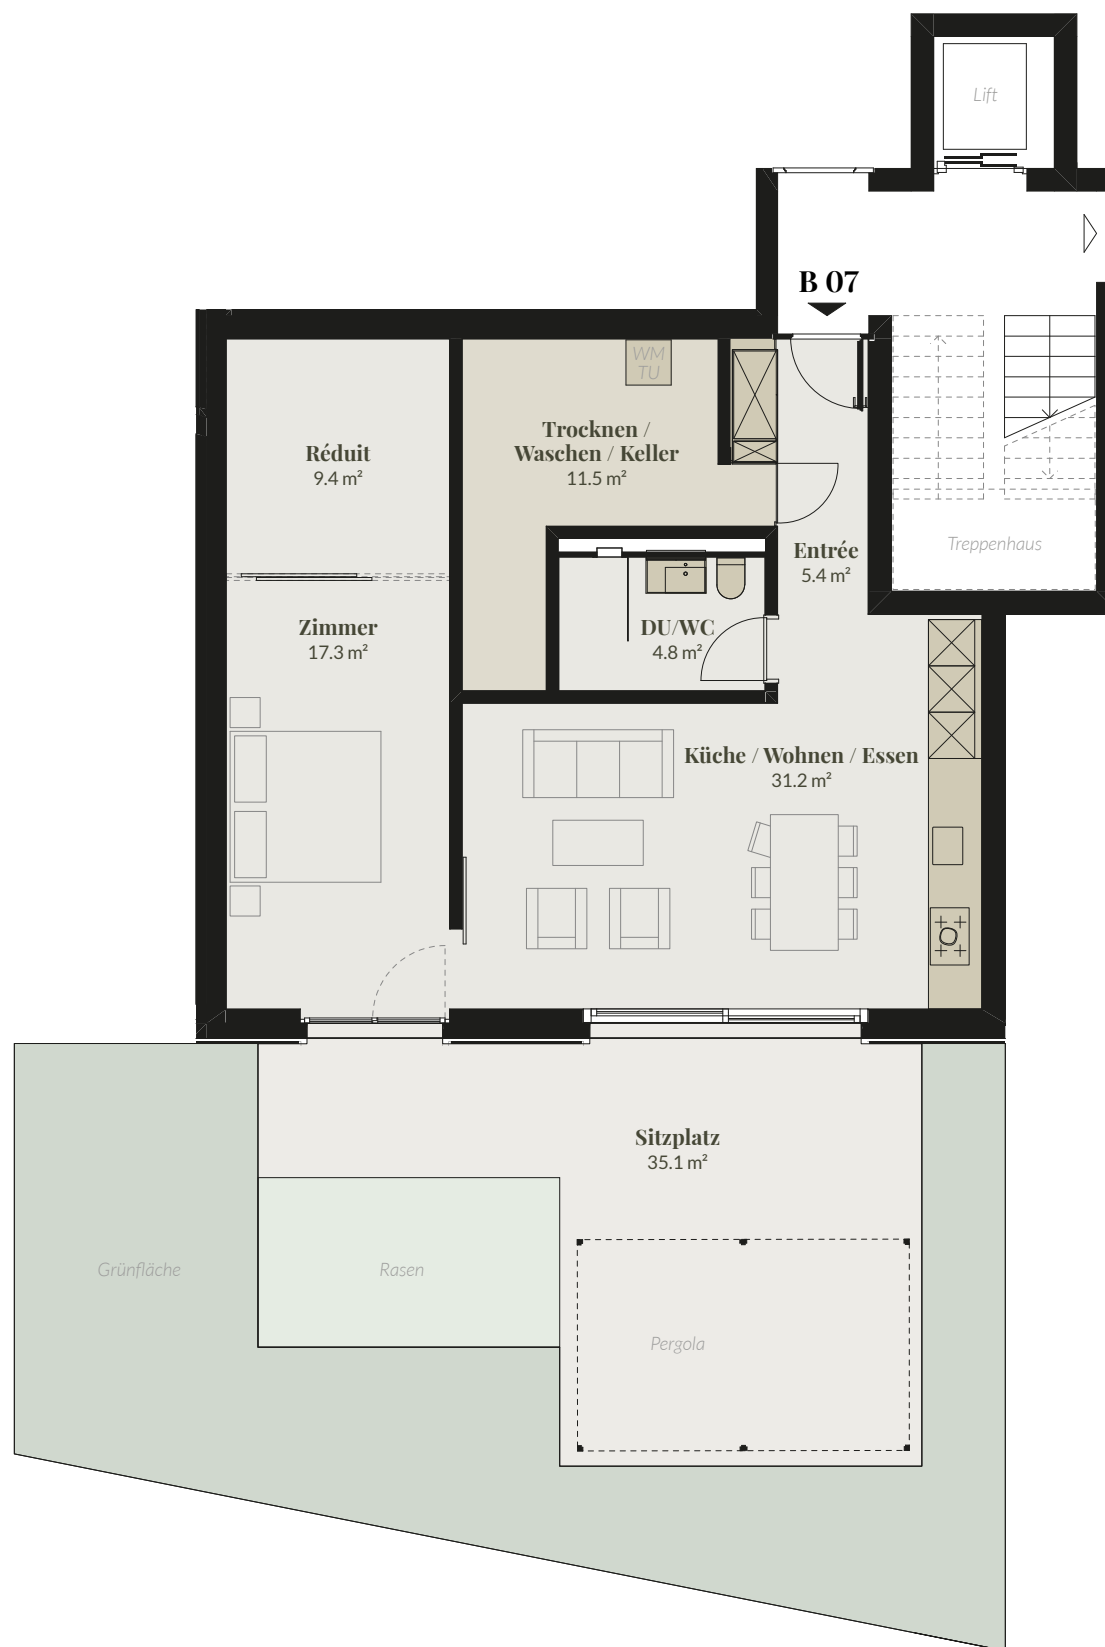 Lift
B 07
WM
TU
Réduit
9.4 m²
Trocknen /
Waschen / Keller
11.5 m²
Entrée
5.4 m²
Treppenhaus
Zimmer
17.3 m²
DU/WC
4.8 m²
Küche / Wohnen / Essen
31.2 m²
Sitzplatz
35.1 m²
Grünfläche
Rasen
Pergola